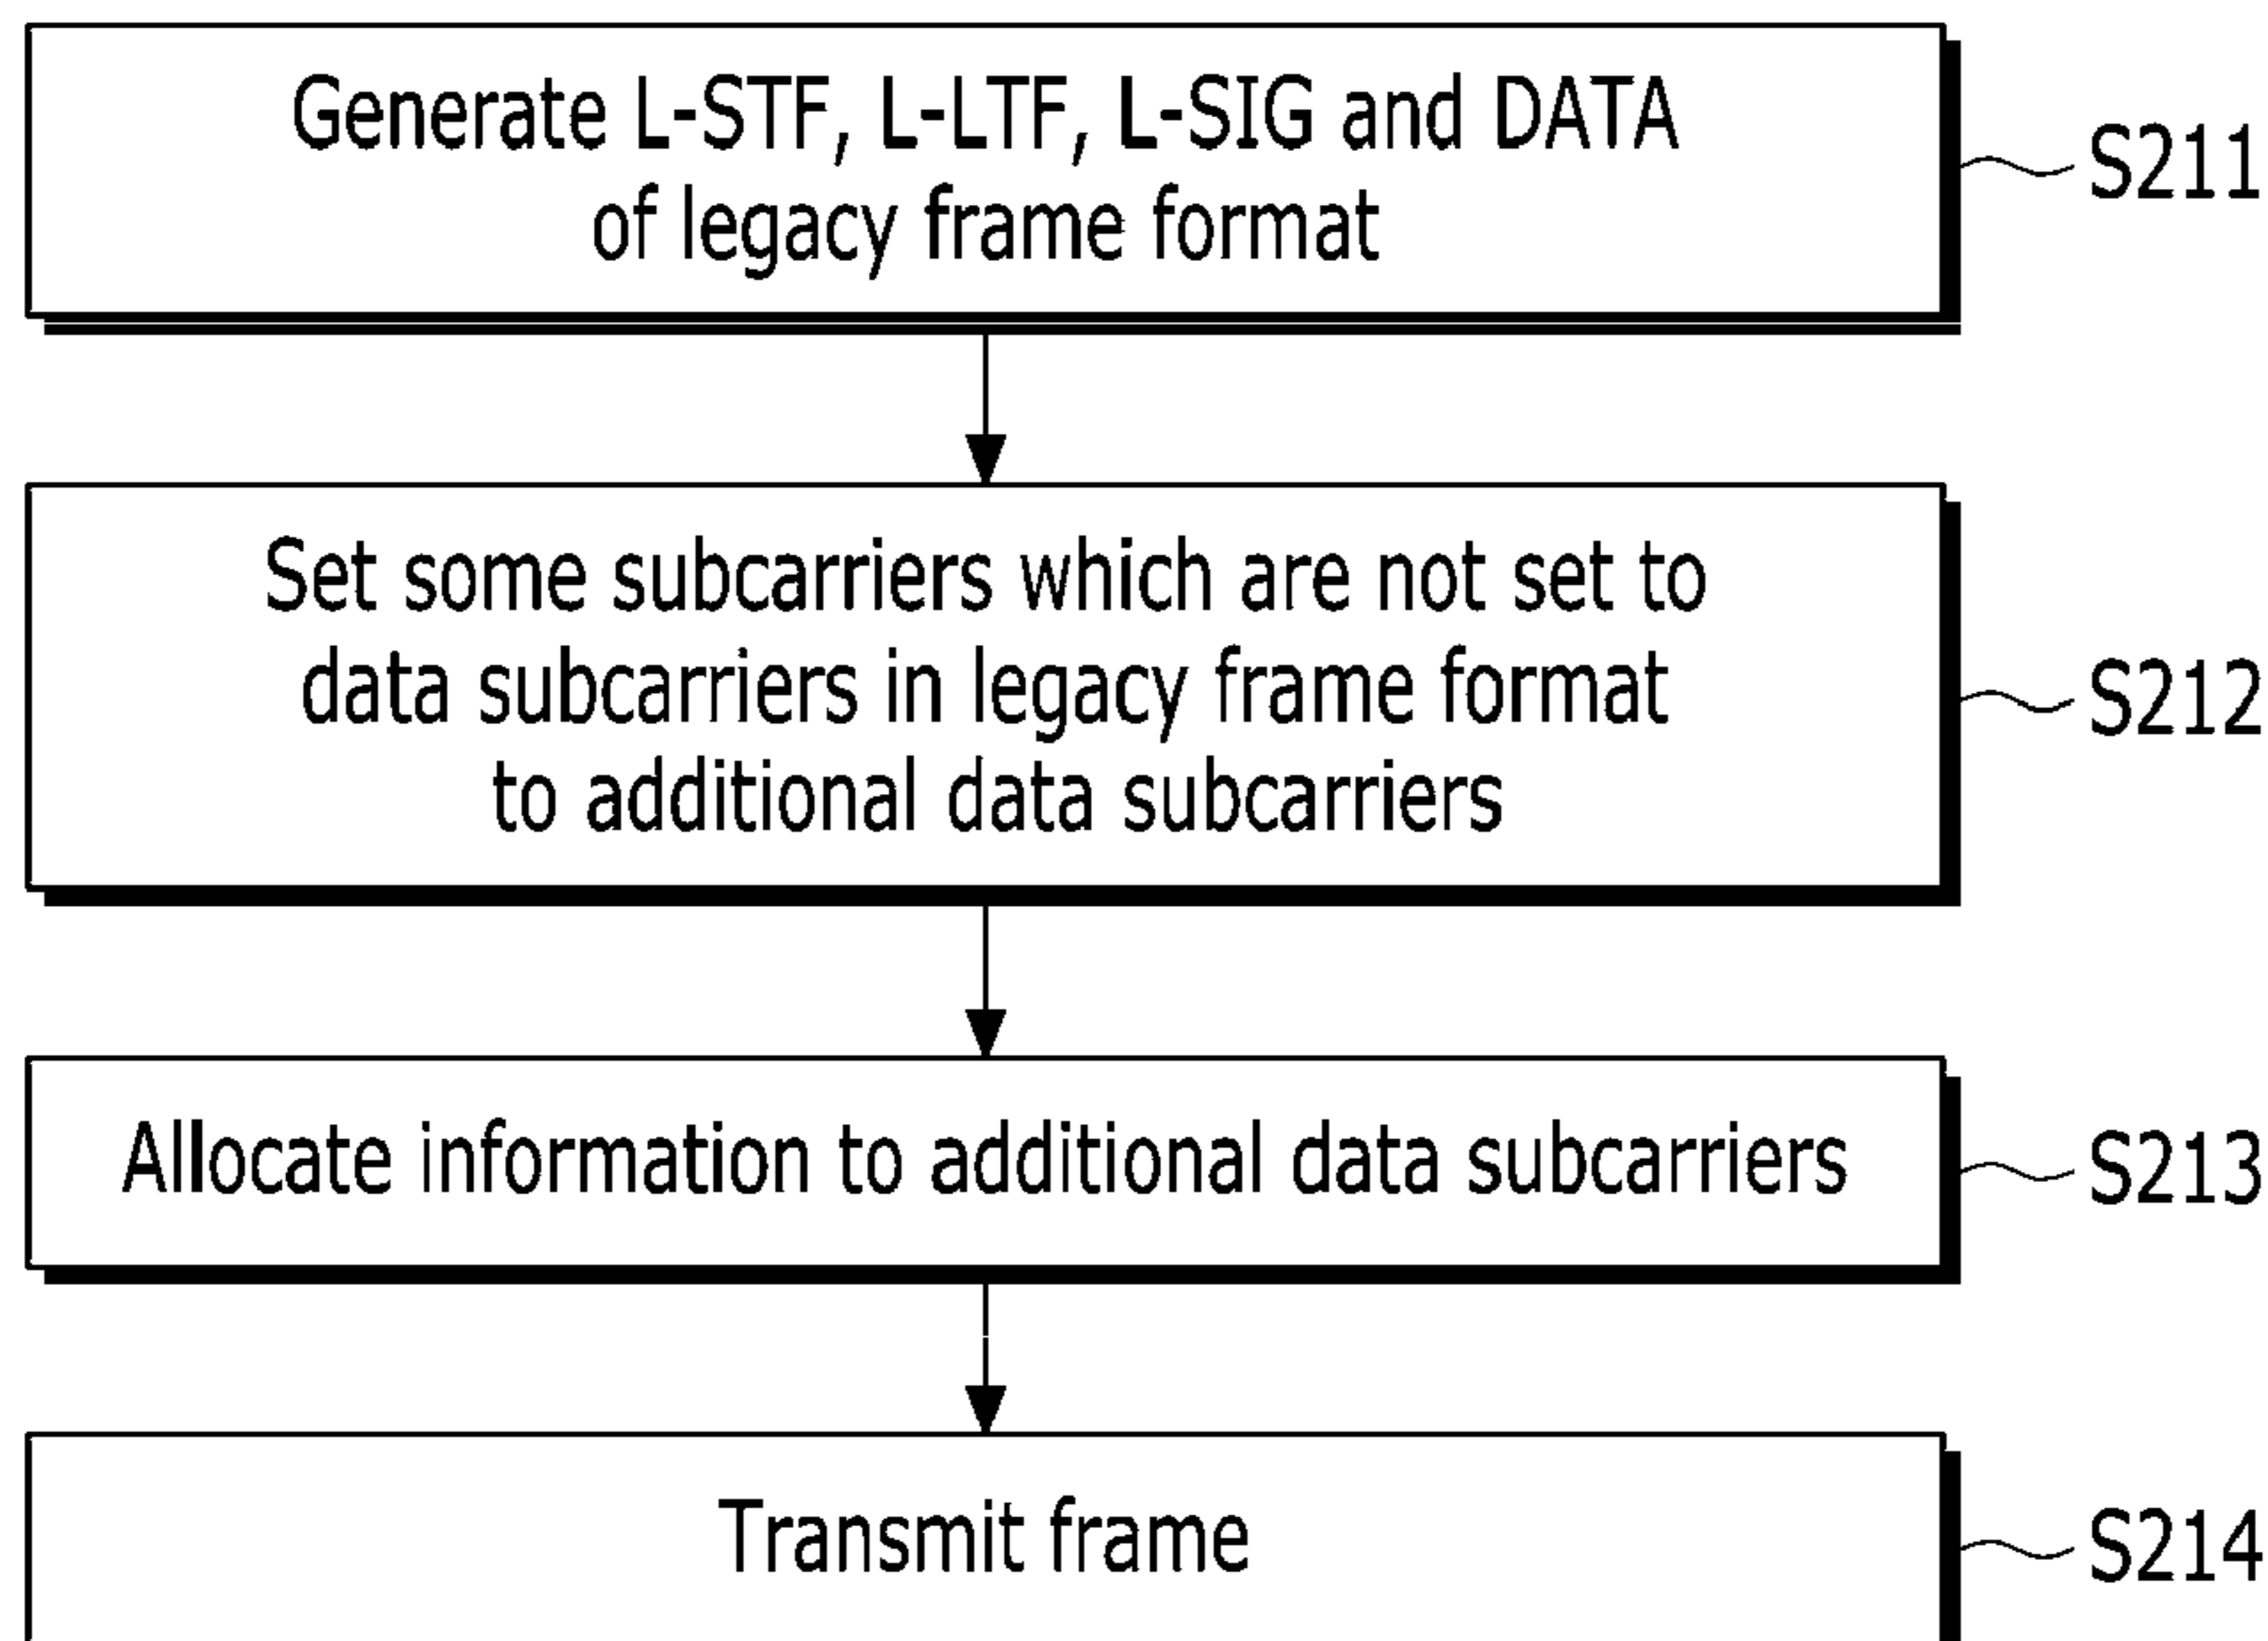 Generate L-STF, L-LTF, L-SIG and DATA
of legacy frame format
S211
Set some subcarriers which are not set to
data subcarriers in legacy frame format
to additional data subcarriers
S212
Allocate information to additional data subcarriers
S213
Transmit frame
S214